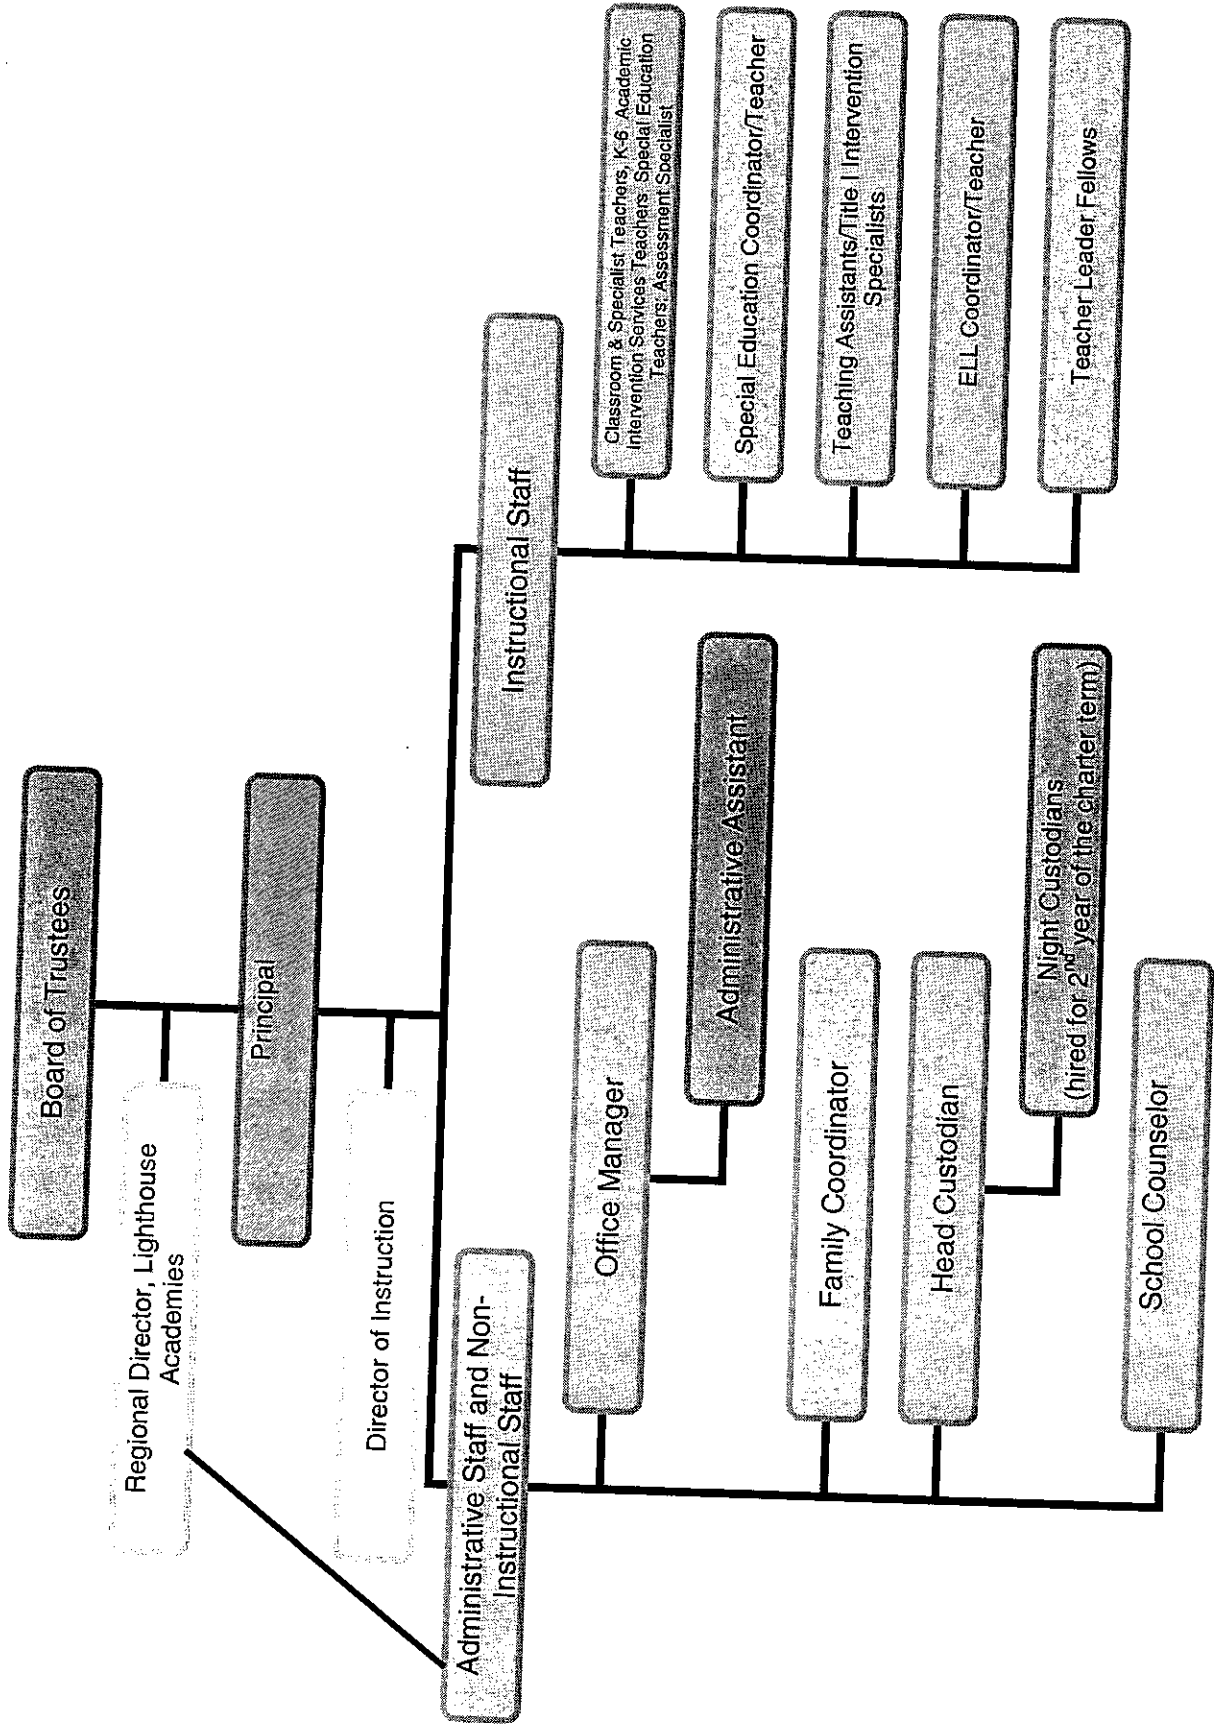 Board of Trustees
Regional Director, Lighthouse
Academies
Principal
Director of Instruction
Administrative Staff and Non-
Instructional Staff
Office Manager
Administrative Assistant
Family Coordinator
Head Custodian
Night Custodians
(hired for 2nd year of the charter term)
School Counselor
Instructional Staff
Classroom & Specialist Teachers, K-6 Academic
Intervention Services Teachers Special Education
Teachers Assessment Specialist
Special Education Coordinator/Teacher
Teaching Assistants/Title I Intervention
Specialists
ELL Coordinator/Teacher
Teacher Leader Fellows